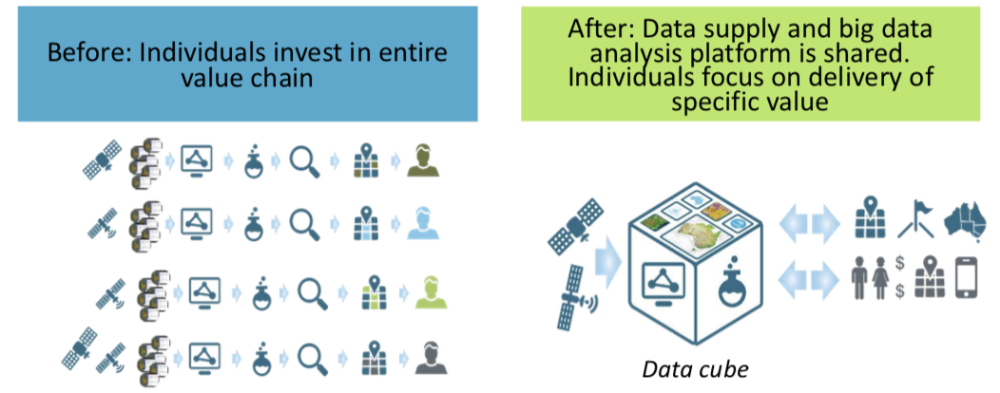 Before: Individuals invest in entire
value chain
After: Data supply and big data
analysis platform is shared.
Individuals focus on delivery of
specific value
$
$
Data cube